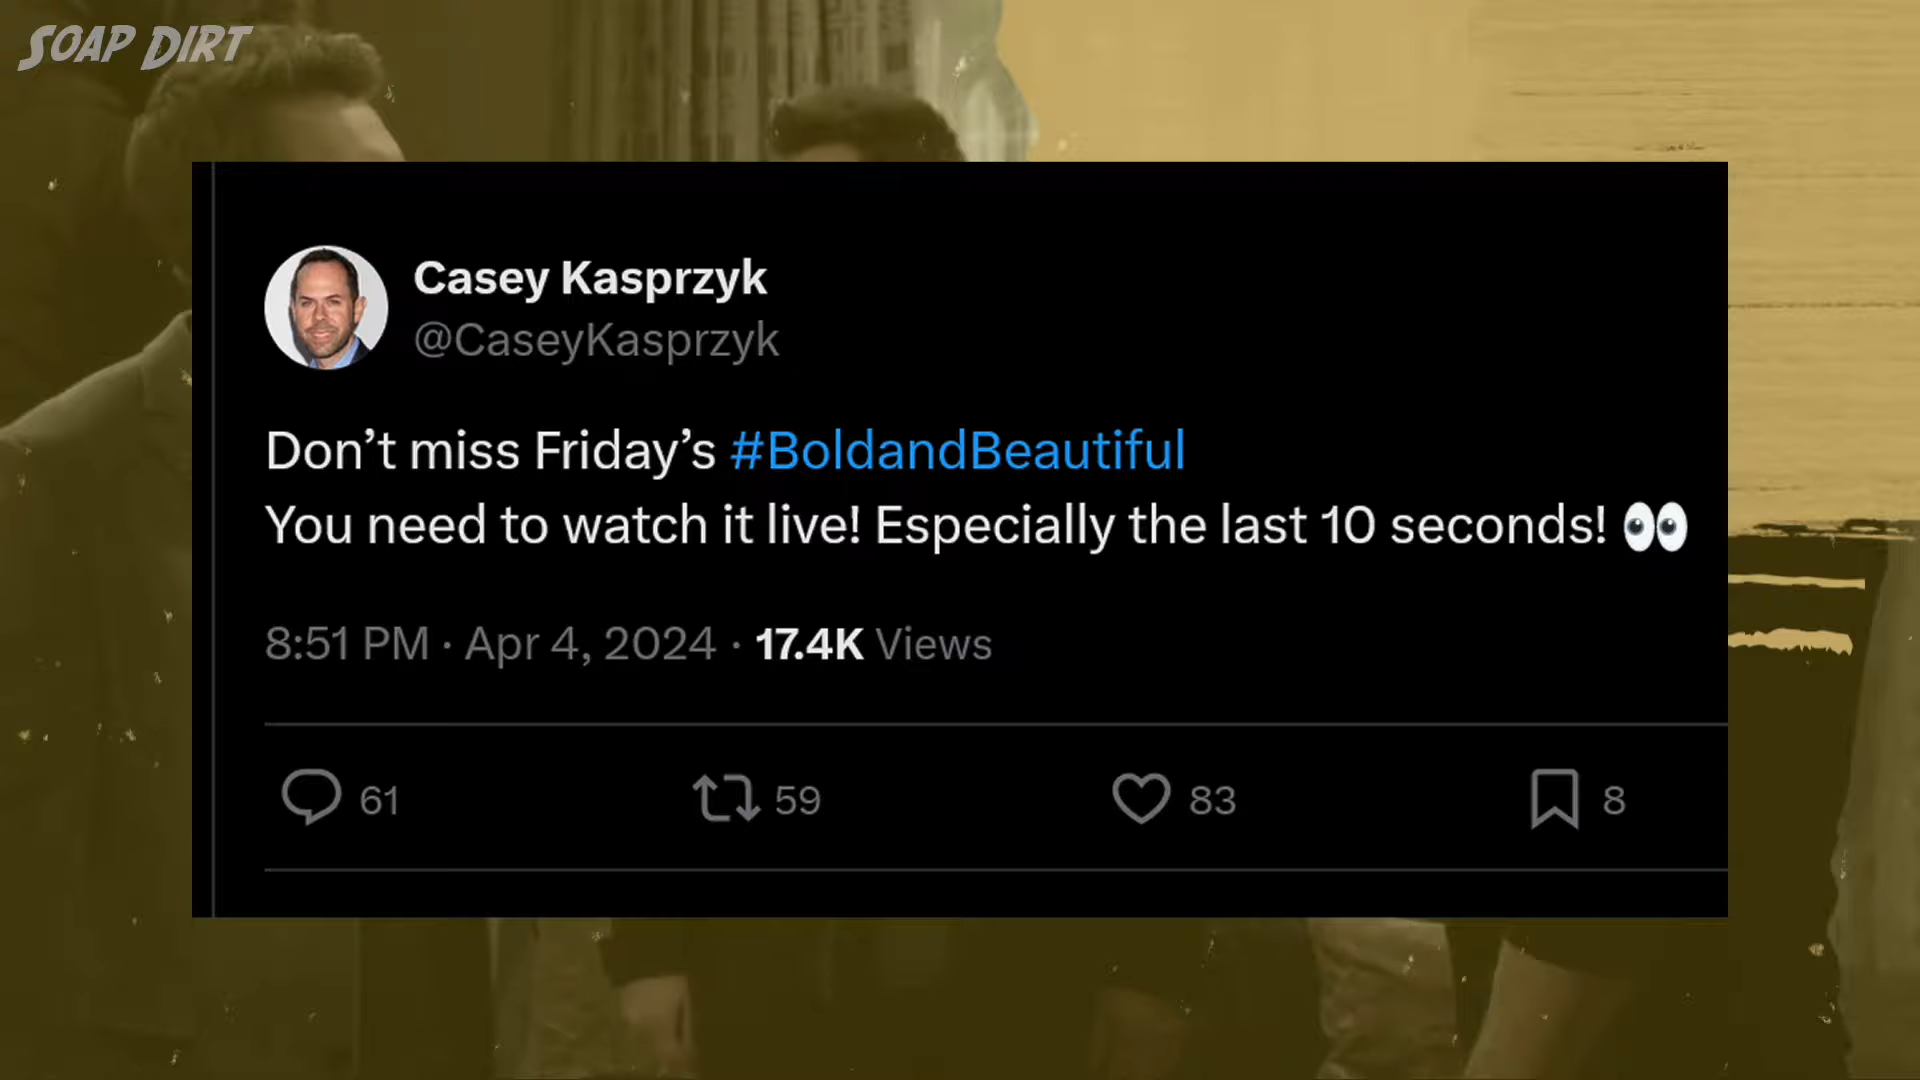 SOAP DIRT
Casey Kasprzyk
@CaseyKasprzyk
Don’t miss Friday’s #BoldandBeautiful
You need to watch it live! Especially the last 10 seconds! 👀
8:51 PM · Apr 4, 2024 · 17.4K Views
61 59 83 8